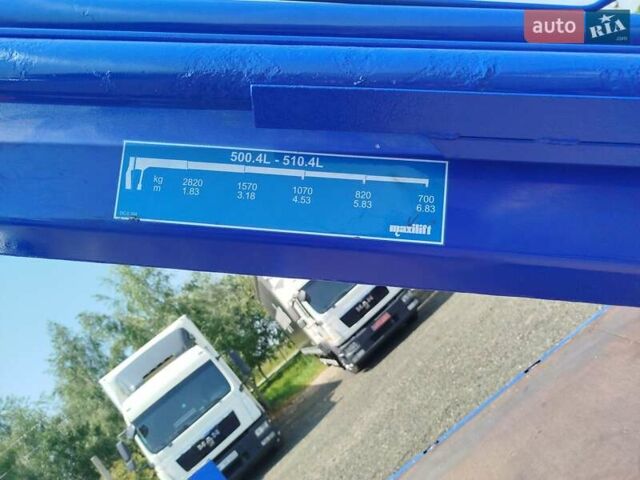 auto RIA
.com
500.4L - 510.4L
kg 2820 1570 1070 820 700
m 1.83 3.18 4.53 5.83 6.83
maxilift
MAN
MAN